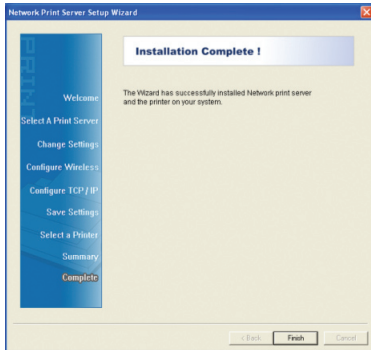 Network Print Server Setup Wizard
PRINT
Installation Complete !
The Wizard has successfully installed Network print server
and the printer on your system.
Welcome
Select A Print Server
Change Settings
Configure Wireless
Configure TCP / IP
Save Settings
Select a Printer
Summary
Complete
< Back
Finish
Cancel